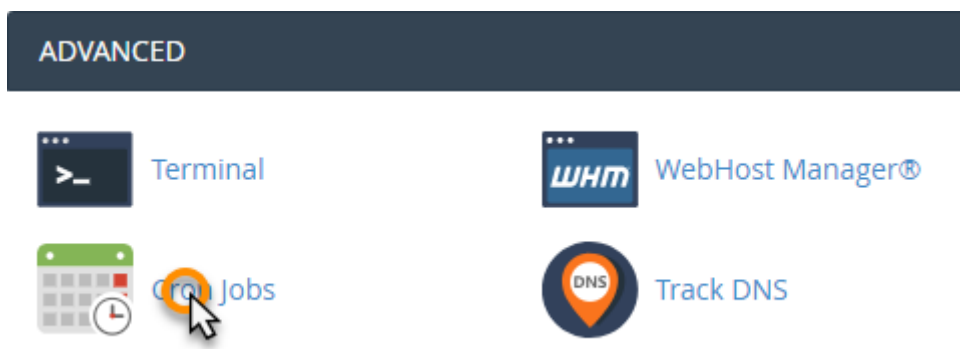 ADVANCED
>_ Terminal
WHM WebHost Manager®
Cron Jobs
DNS Track DNS